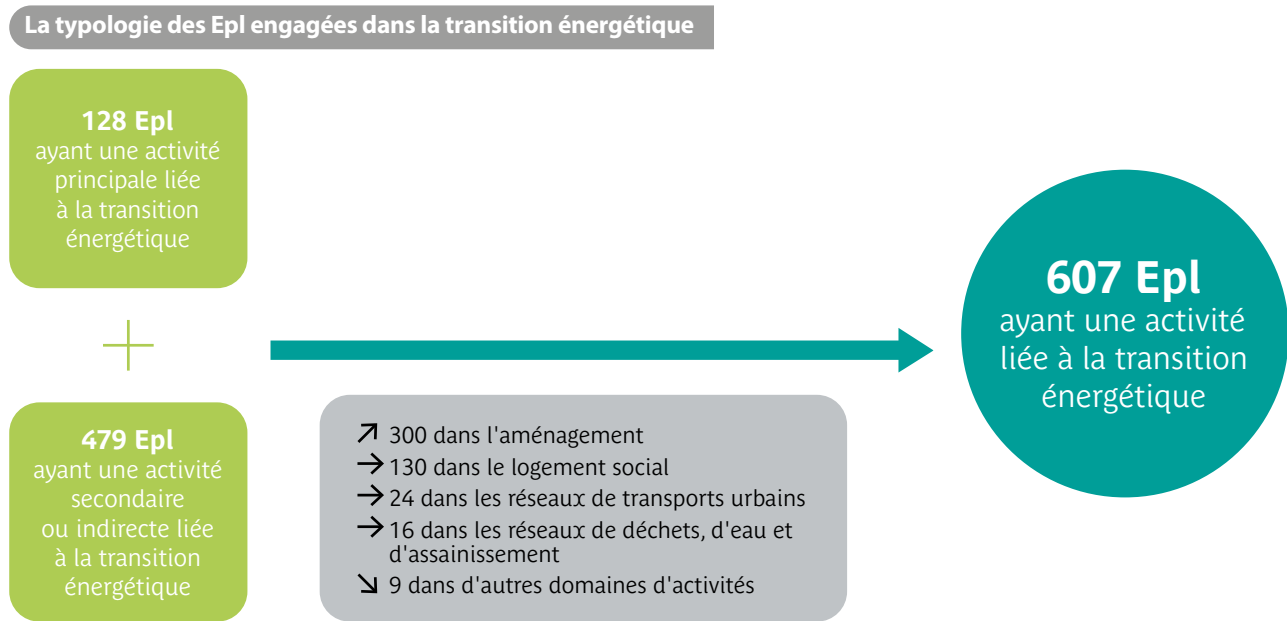 La typologie des Epl engagées dans la transition énergétique
128 Epl
ayant une activité
principale liée
à la transition
énergétique
+
479 Epl
ayant une activité
secondaire
ou indirecte liée
à la transition
énergétique
↗ 300 dans l'aménagement
→ 130 dans le logement social
→ 24 dans les réseaux de transports urbains
→ 16 dans les réseaux de déchets, d'eau et
d'assainissement
↘ 9 dans d'autres domaines d'activités
607 Epl
ayant une activité
liée à la transition
énergétique